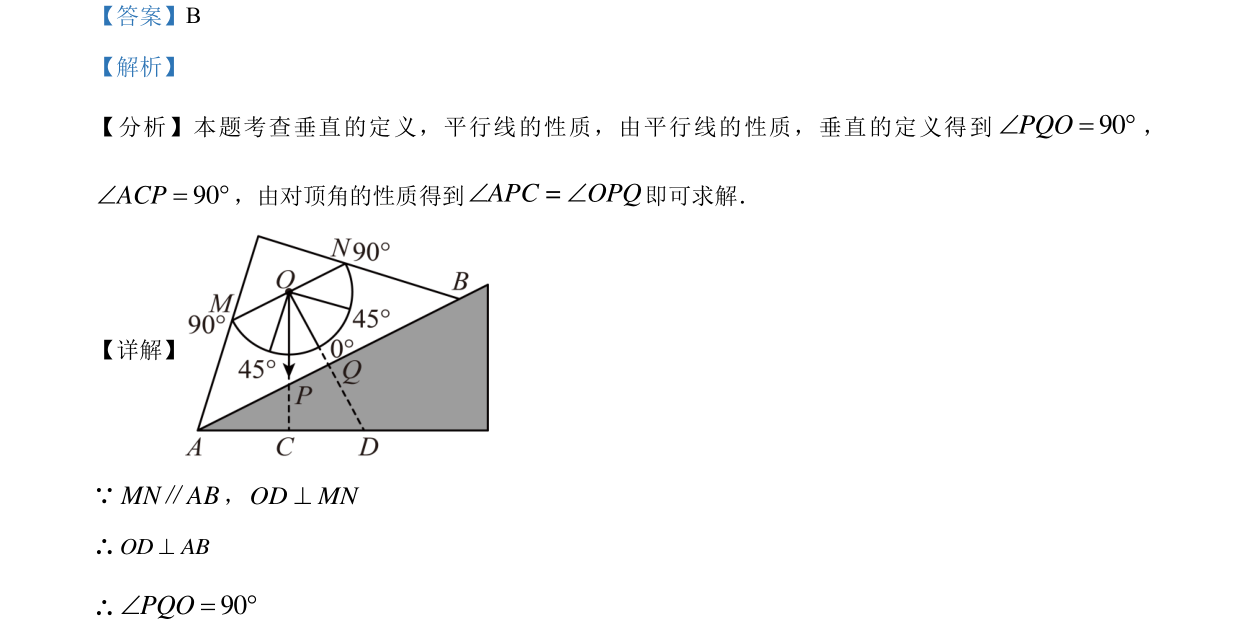 【答案】B
【解析】
【分析】本题考查垂直的定义，平行线的性质，由平行线的性质，垂直的定义得到∠PQO = 90°，
∠ACP = 90°，由对顶角的性质得到∠APC = ∠OPQ即可求解．
N 90°
O
B
M
90°
45°
0°
【详解】
45°
Q
P
A
C
D
∵ MN∥AB，OD⊥MN
∴ OD⊥AB
∴ ∠PQO = 90°